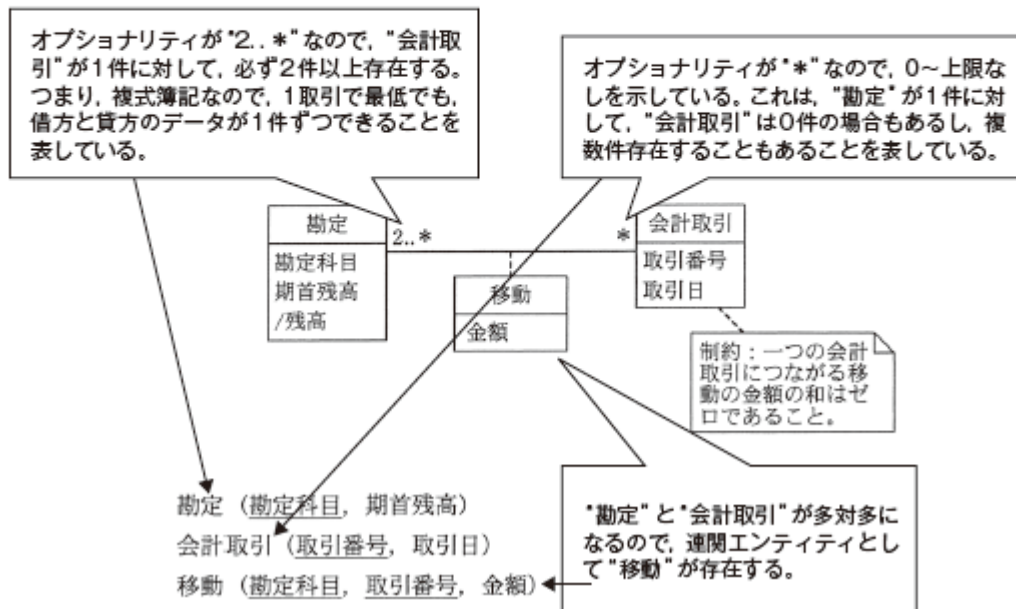 オプショナリティが"2..*"なので，"会計取
引"が1件に対して，必ず2件以上存在する。
つまり，複式簿記なので，1取引で最低でも，
借方と貸方のデータが1件ずつできることを
表している。
オプショナリティが"*"なので，0～上限な
しを示している。これは，"勘定"が1件に対
して，"会計取引"は0件の場合もあるし，複
数件存在することもあることを表している。
勘定
2..*
*
会計取引
勘定科目
期首残高
/残高
取引番号
取引日
移動
金額
制約：一つの会計
取引につながる移
動の金額の和はゼ
ロであること。
勘定（勘定科目，期首残高）
会計取引（取引番号，取引日）
移動（勘定科目，取引番号，金額）
"勘定"と"会計取引"が多対多に
なるので，連関エンティティとし
て"移動"が存在する。